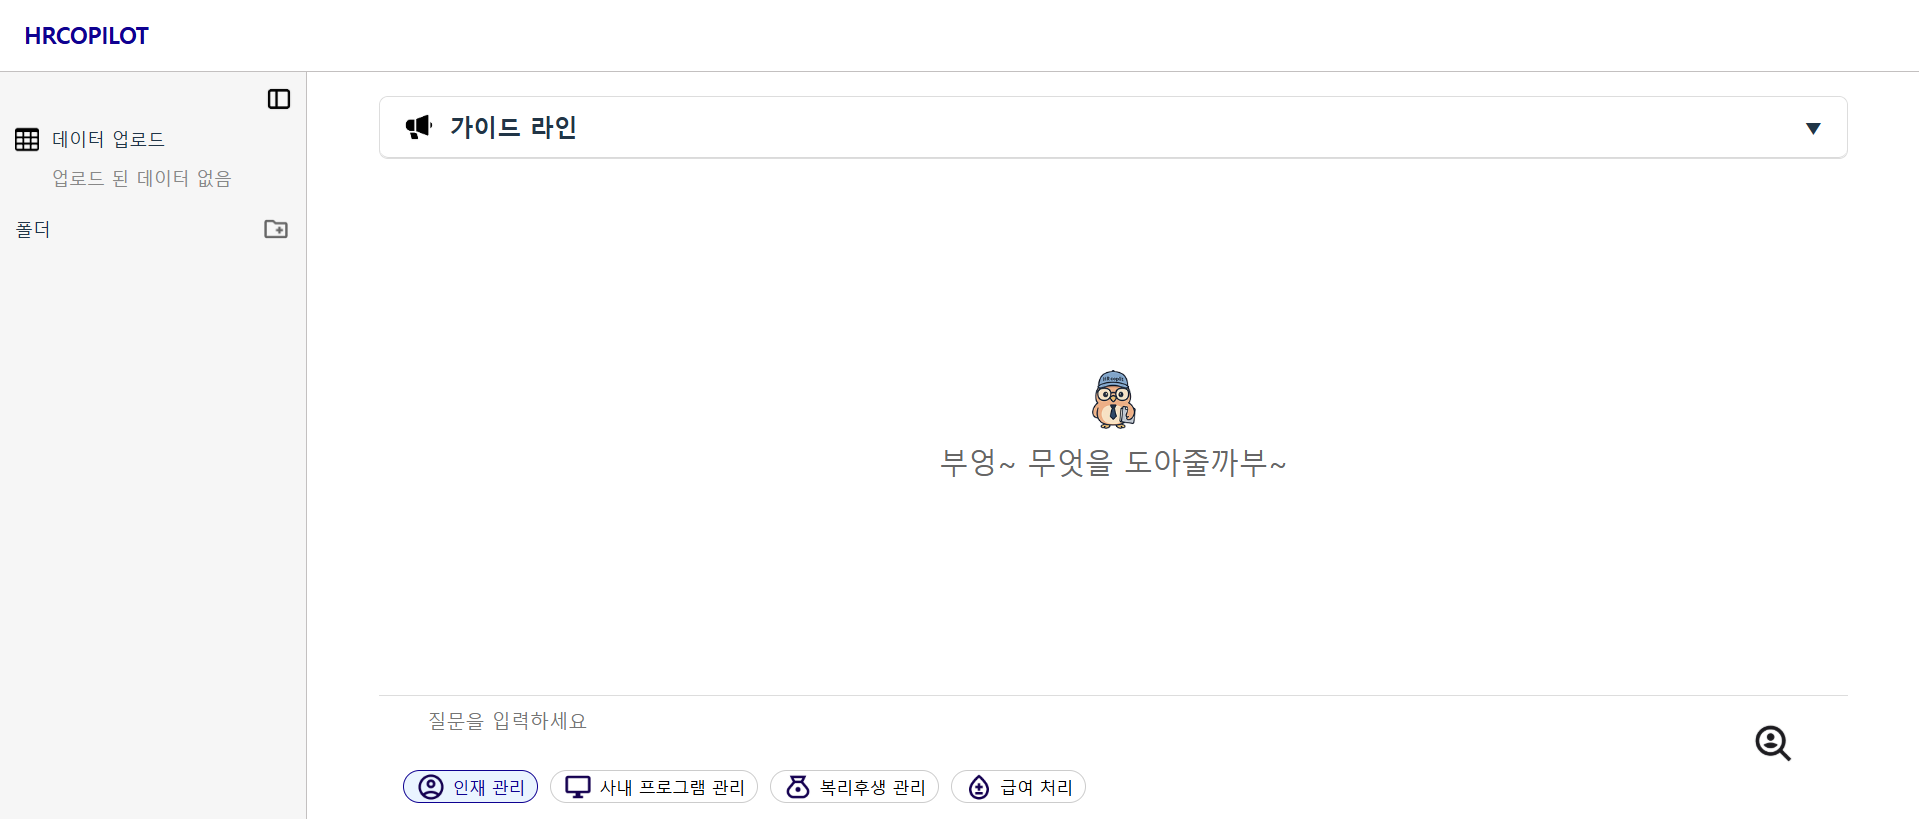 HRCOPILOT
데이터 업로드
업로드 된 데이터 없음
폴더
가이드 라인
부엉~ 무엇을 도아줄까부~
질문을 입력하세요
인재 관리
사내 프로그램 관리
복리후생 관리
급여 처리